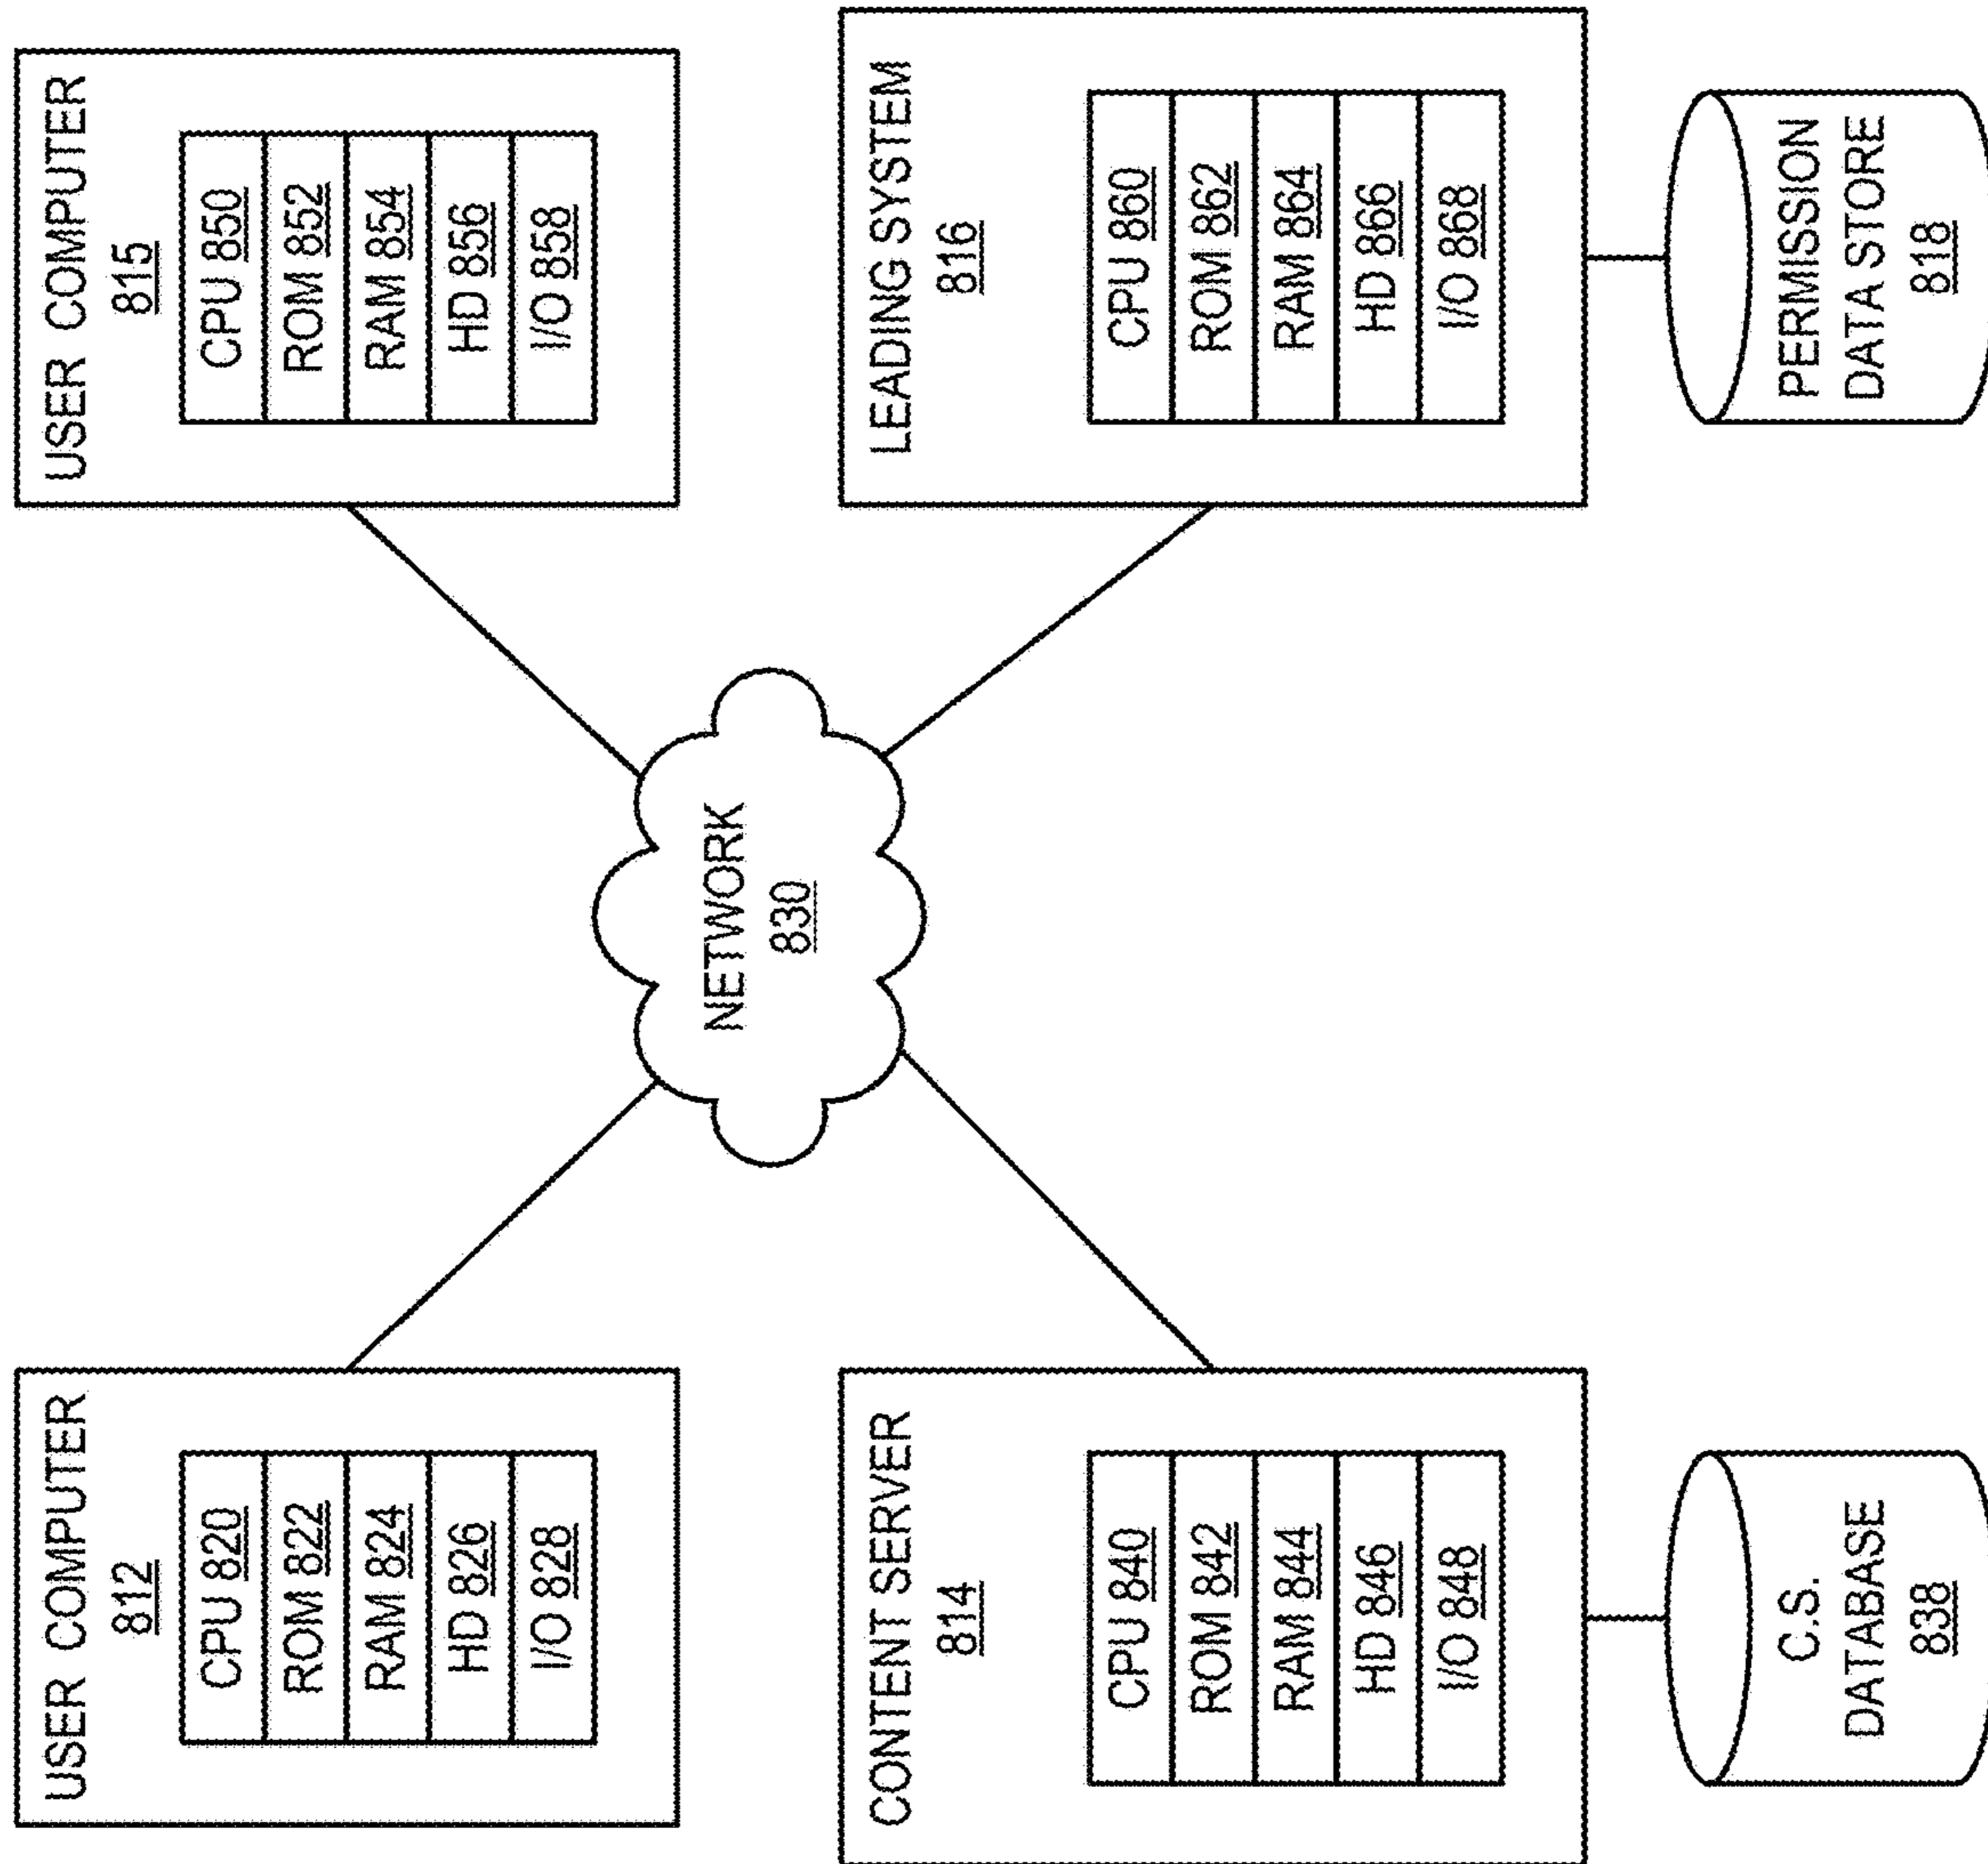 USER COMPUTER
812
CPU 820
ROM 822
RAM 824
HD 826
I/O 828
USER COMPUTER
815
CPU 850
ROM 852
RAM 854
HD 856
I/O 858
NETWORK
830
CONTENT SERVER
814
CPU 840
ROM 842
RAM 844
HD 846
I/O 848
LEADING SYSTEM
816
CPU 860
ROM 862
RAM 864
HD 866
I/O 868
C.S.
DATABASE
838
PERMISSION
DATA STORE
818